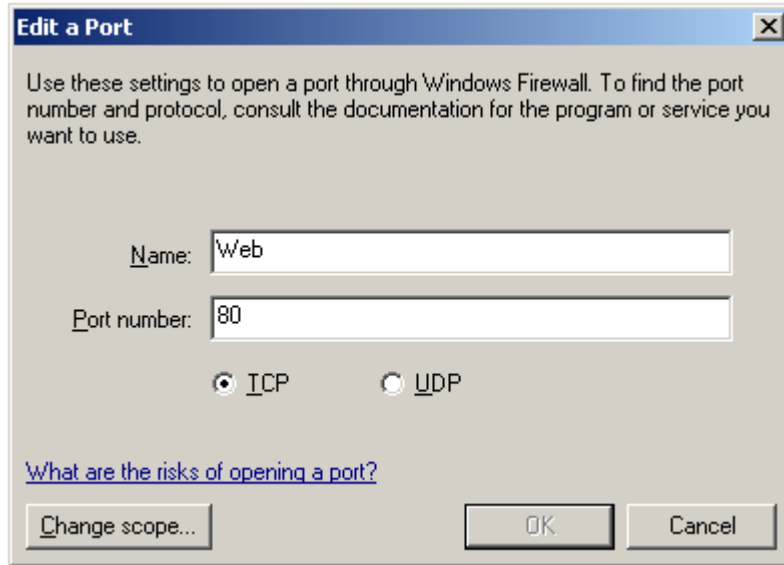 Edit a Port
Use these settings to open a port through Windows Firewall. To find the port
number and protocol, consult the documentation for the program or service you
want to use.
Name: Web
Port number: 80
TCP UDP
What are the risks of opening a port?
Change scope... OK Cancel